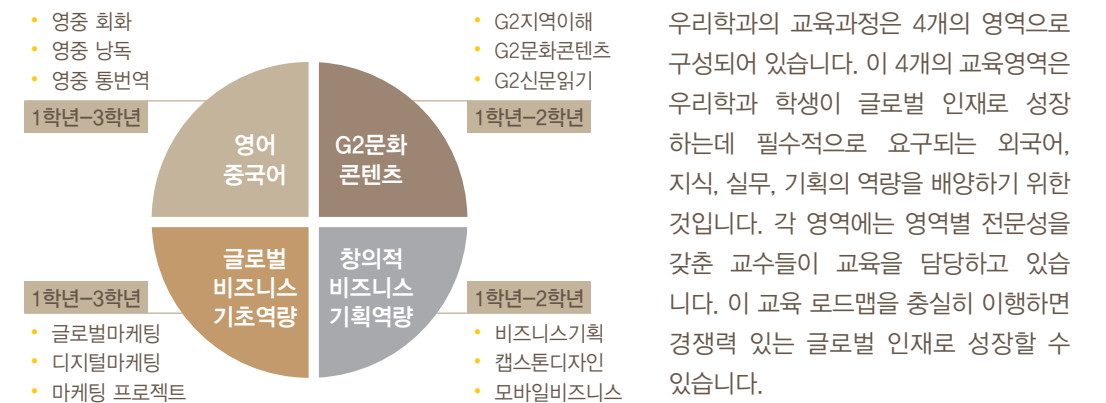 • 영중 회화
• 영중 낭독
• 영중 통번역
1학년-3학년
영어
중국어
• G2지역이해
• G2문화콘텐츠
• G2신문읽기
1학년-2학년
G2문화
콘텐츠
글로벌
비즈니스
기초역량
1학년-3학년
• 글로벌마케팅
• 디지털마케팅
• 마케팅 프로젝트
창의적
비즈니스
기획역량
1학년-2학년
• 비즈니스기획
• 캡스톤디자인
• 모바일비즈니스
우리학과의 교육과정은 4개의 영역으로
구성되어 있습니다. 이 4개의 교육영역은
우리학과 학생이 글로벌 인재로 성장
하는데 필수적으로 요구되는 외국어,
지식, 실무, 기획의 역량을 배양하기 위한
것입니다. 각 영역에는 영역별 전문성을
갖춘 교수들이 교육을 담당하고 있습
니다. 이 교육 로드맵을 충실히 이행하면
경쟁력 있는 글로벌 인재로 성장할 수
있습니다.